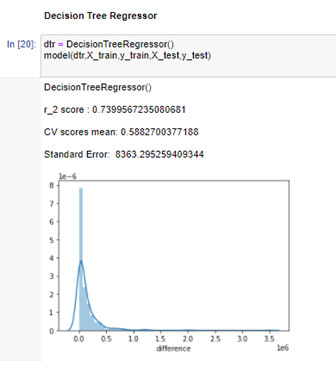 Decision Tree Regressor
In [20]: dtr = DecisionTreeRegressor()
model(dtr,X_train,y_train,X_test,y_test)
DecisionTreeRegressor()
r_2 score : 0.7399567235080681
CV scores mean: 0.5882700377188
Standard Error: 8363.295259409344
1e-6
8
7
6
5
4
3
2
1
0
0.0 0.5 1.0 1.5 2.0 2.5 3.0 3.5
difference 1e6